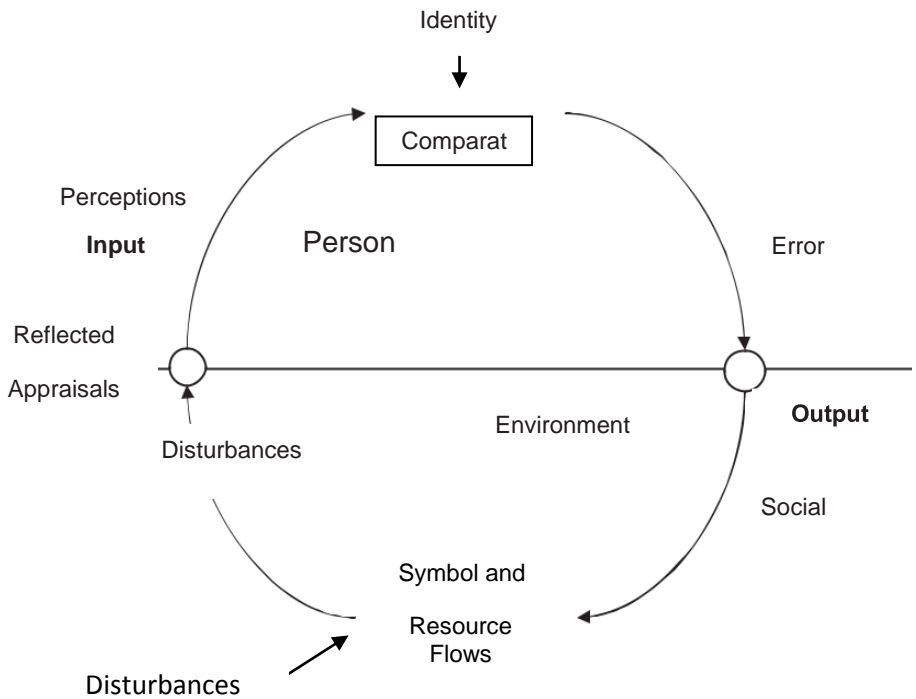 Identity
Comparat
Perceptions
Input
Person
Error
Reflected
Appraisals
Environment
Output
Disturbances
Social
Symbol and
Resource
Flows
Disturbances